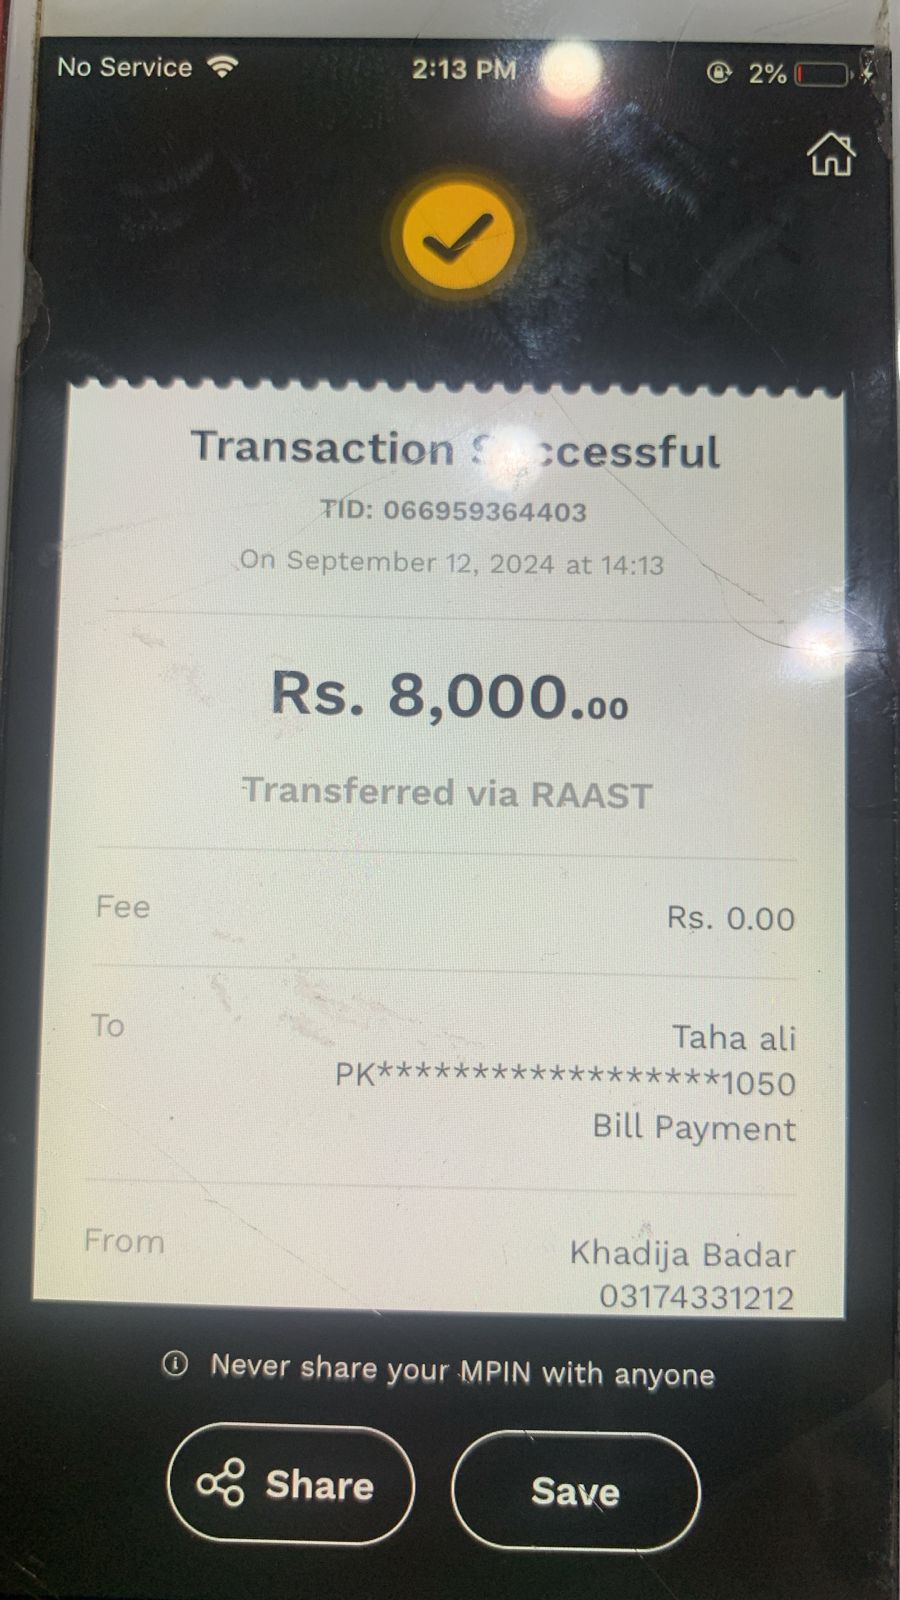 No Service 2:13 PM 2%
Transaction Successful
TID: 066959364403
On September 12, 2024 at 14:13
Rs. 8,000.00
Transferred via RAAST
Fee Rs. 0.00
To Taha ali
PK******************1050
Bill Payment
From Khadija Badar
03174331212
Never share your MPIN with anyone
Share Save